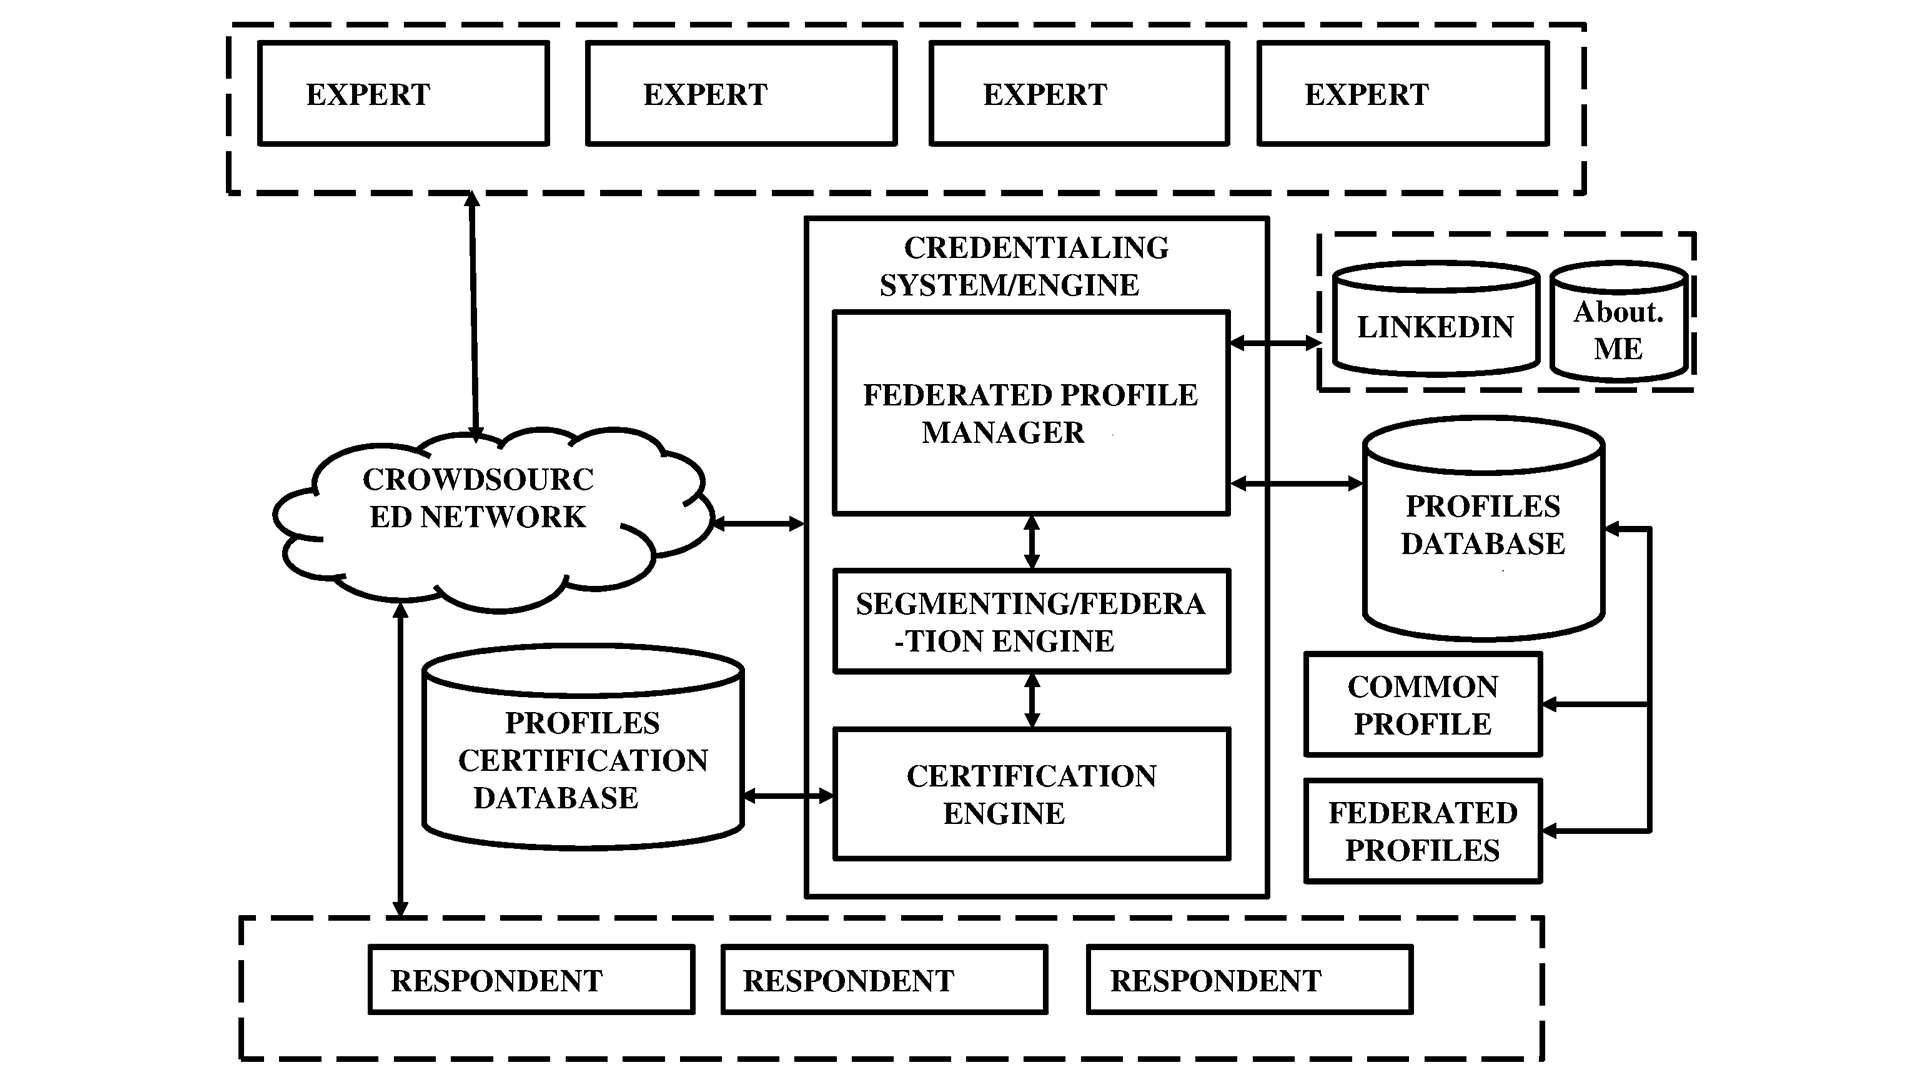 EXPERT
EXPERT
EXPERT
EXPERT
CREDENTIALING
SYSTEM/ENGINE
FEDERATED PROFILE
MANAGER
LINKEDIN
About.
ME
CROWDSOURC
ED NETWORK
PROFILES
DATABASE
SEGMENTING/FEDERA
-TION ENGINE
COMMON
PROFILE
PROFILES
CERTIFICATION
DATABASE
CERTIFICATION
ENGINE
FEDERATED
PROFILES
RESPONDENT
RESPONDENT
RESPONDENT